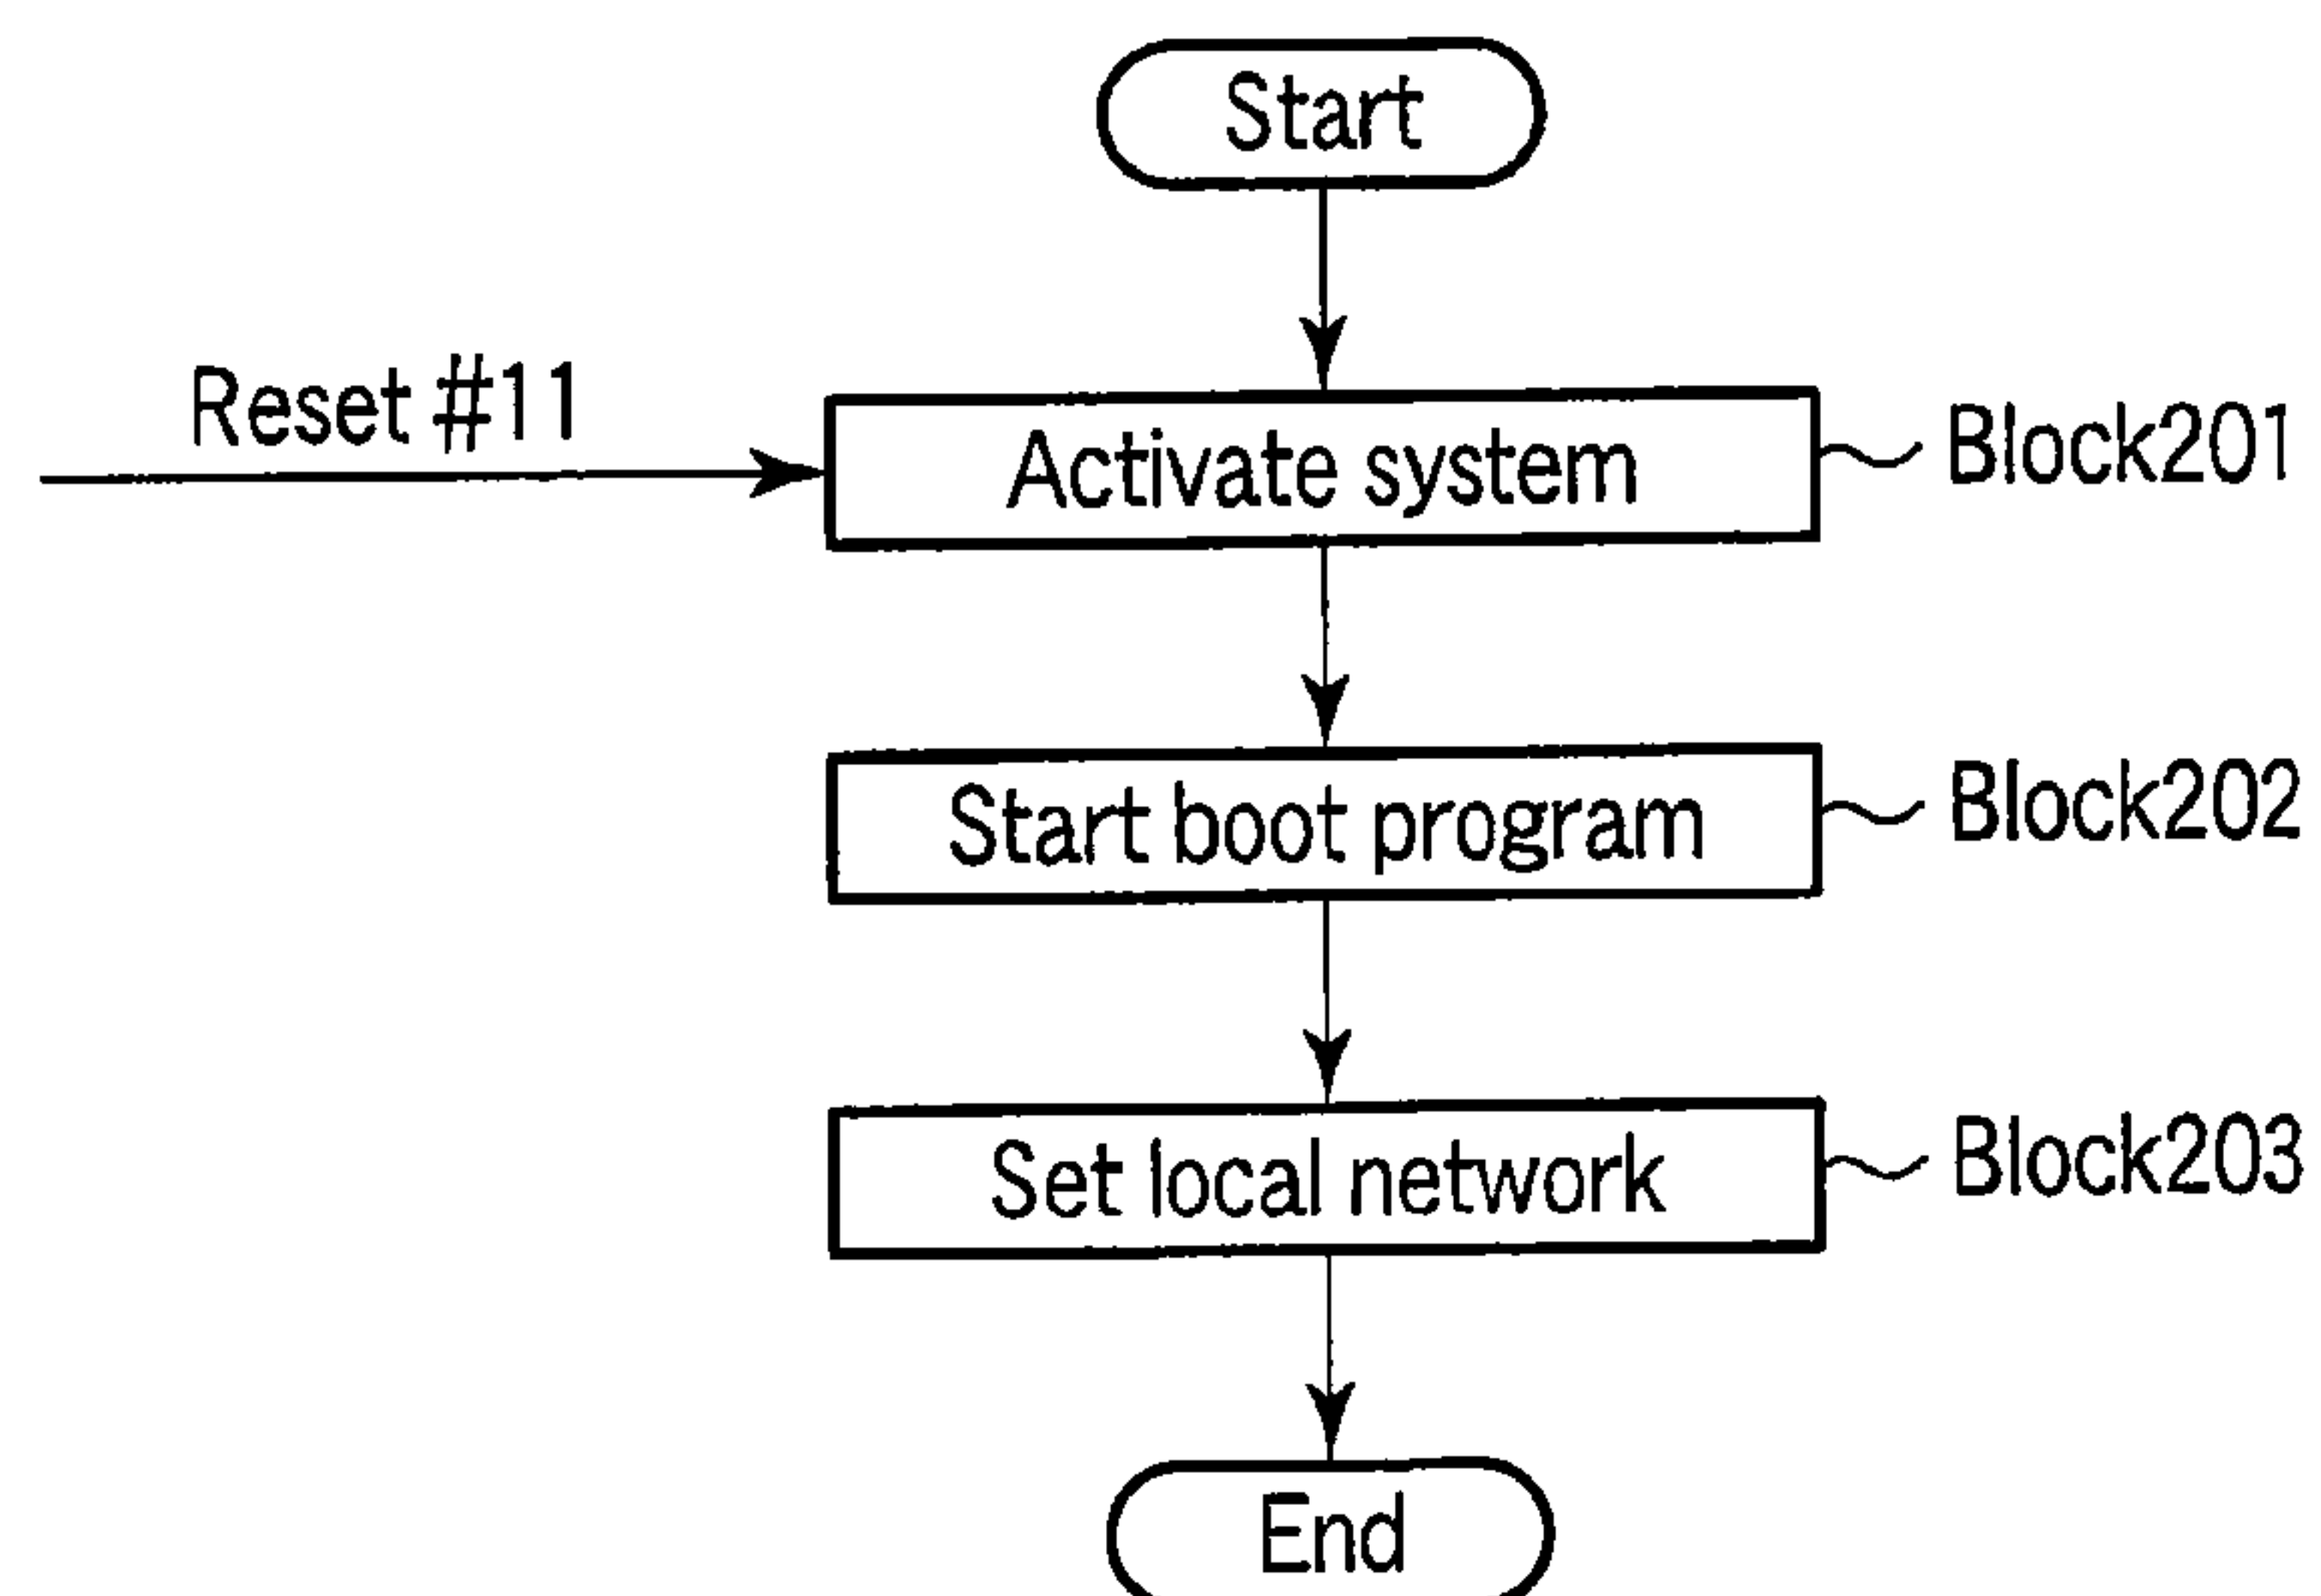 Start
Reset #11
Activate system
Block201
Start boot program
Block202
Set local network
Block203
End